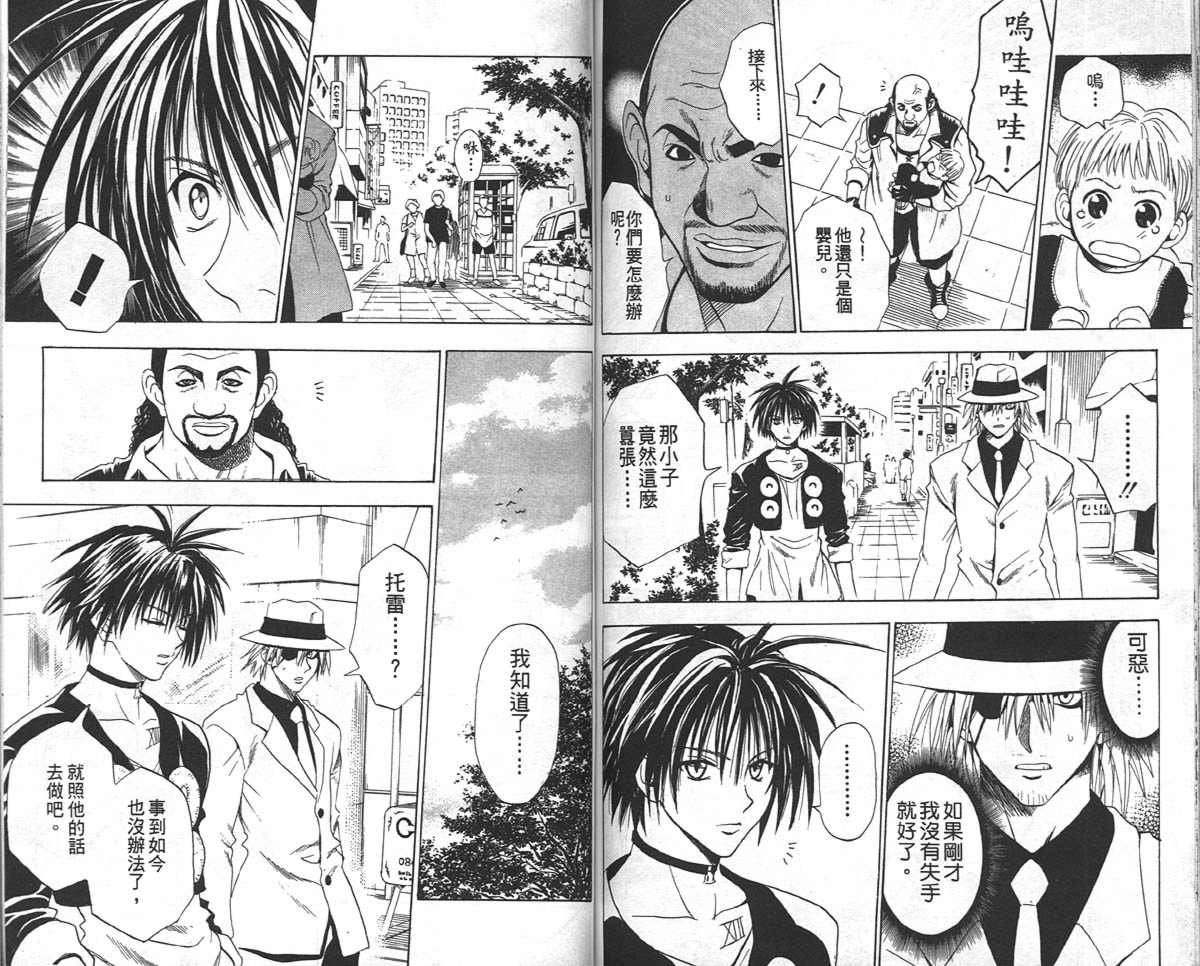 嗚…
嗚哇哇哇！
！
～！
他還只是個
嬰兒。
接下來……
你們要怎麼辦
呢？
………!!
那小子
竟然這麼
囂張……
可惡……
如果剛才
我沒有失手
就好了。
………
XII
咻…
！
我知道了……
托雷……？
事到如今
也沒辦法了，
就照他的話
去做吧。
XII
C
084